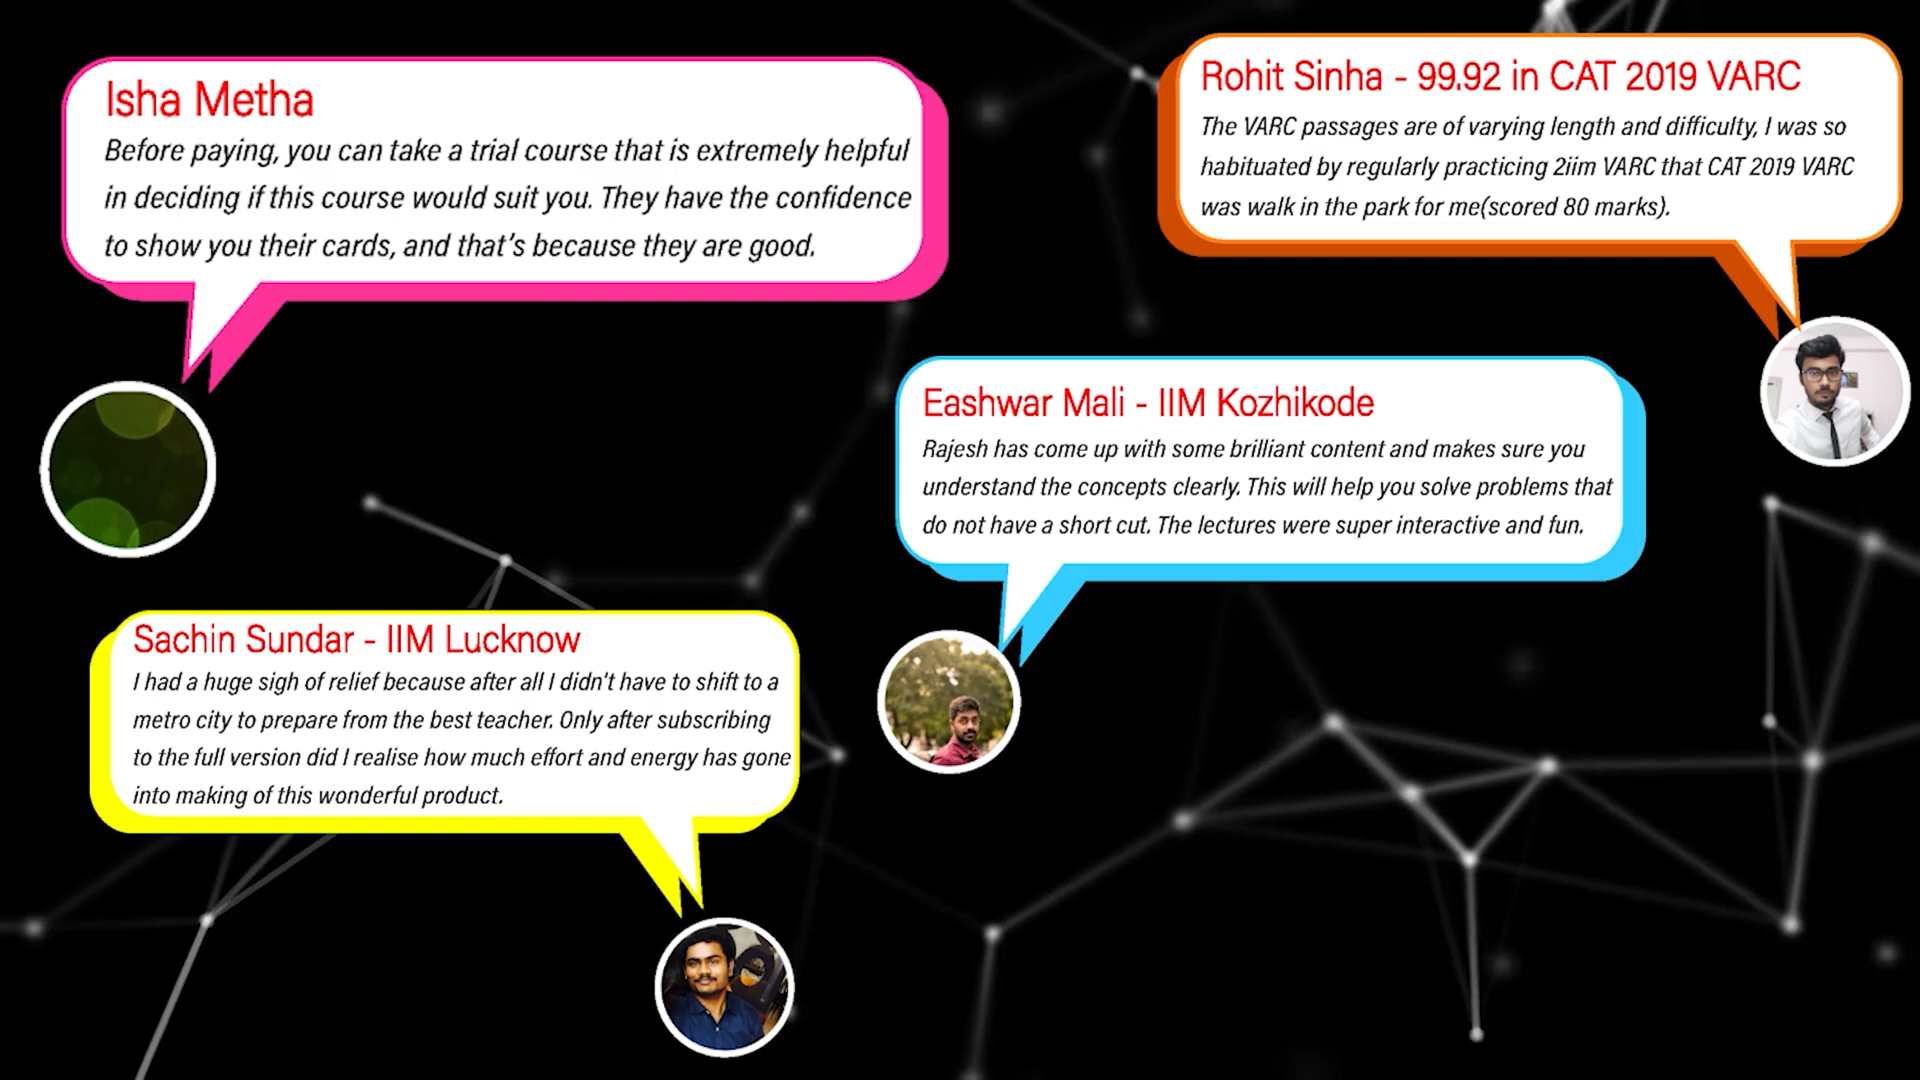 Isha Metha
Before paying, you can take a trial course that is extremely helpful
in deciding if this course would suit you. They have the confidence
to show you their cards, and that's because they are good.
Rohit Sinha - 99.92 in CAT 2019 VARC
The VARC passages are of varying length and difficulty, I was so
habituated by regularly practicing 2iim VARC that CAT 2019 VARC
was walk in the park for me(scored 80 marks).
Eashwar Mali - IIM Kozhikode
Rajesh has come up with some brilliant content and makes sure you
understand the concepts clearly. This will help you solve problems that
do not have a short cut. The lectures were super interactive and fun.
Sachin Sundar - IIM Lucknow
I had a huge sigh of relief because after all I didn't have to shift to a
metro city to prepare from the best teacher. Only after subscribing
to the full version did I realise how much effort and energy has gone
into making of this wonderful product.